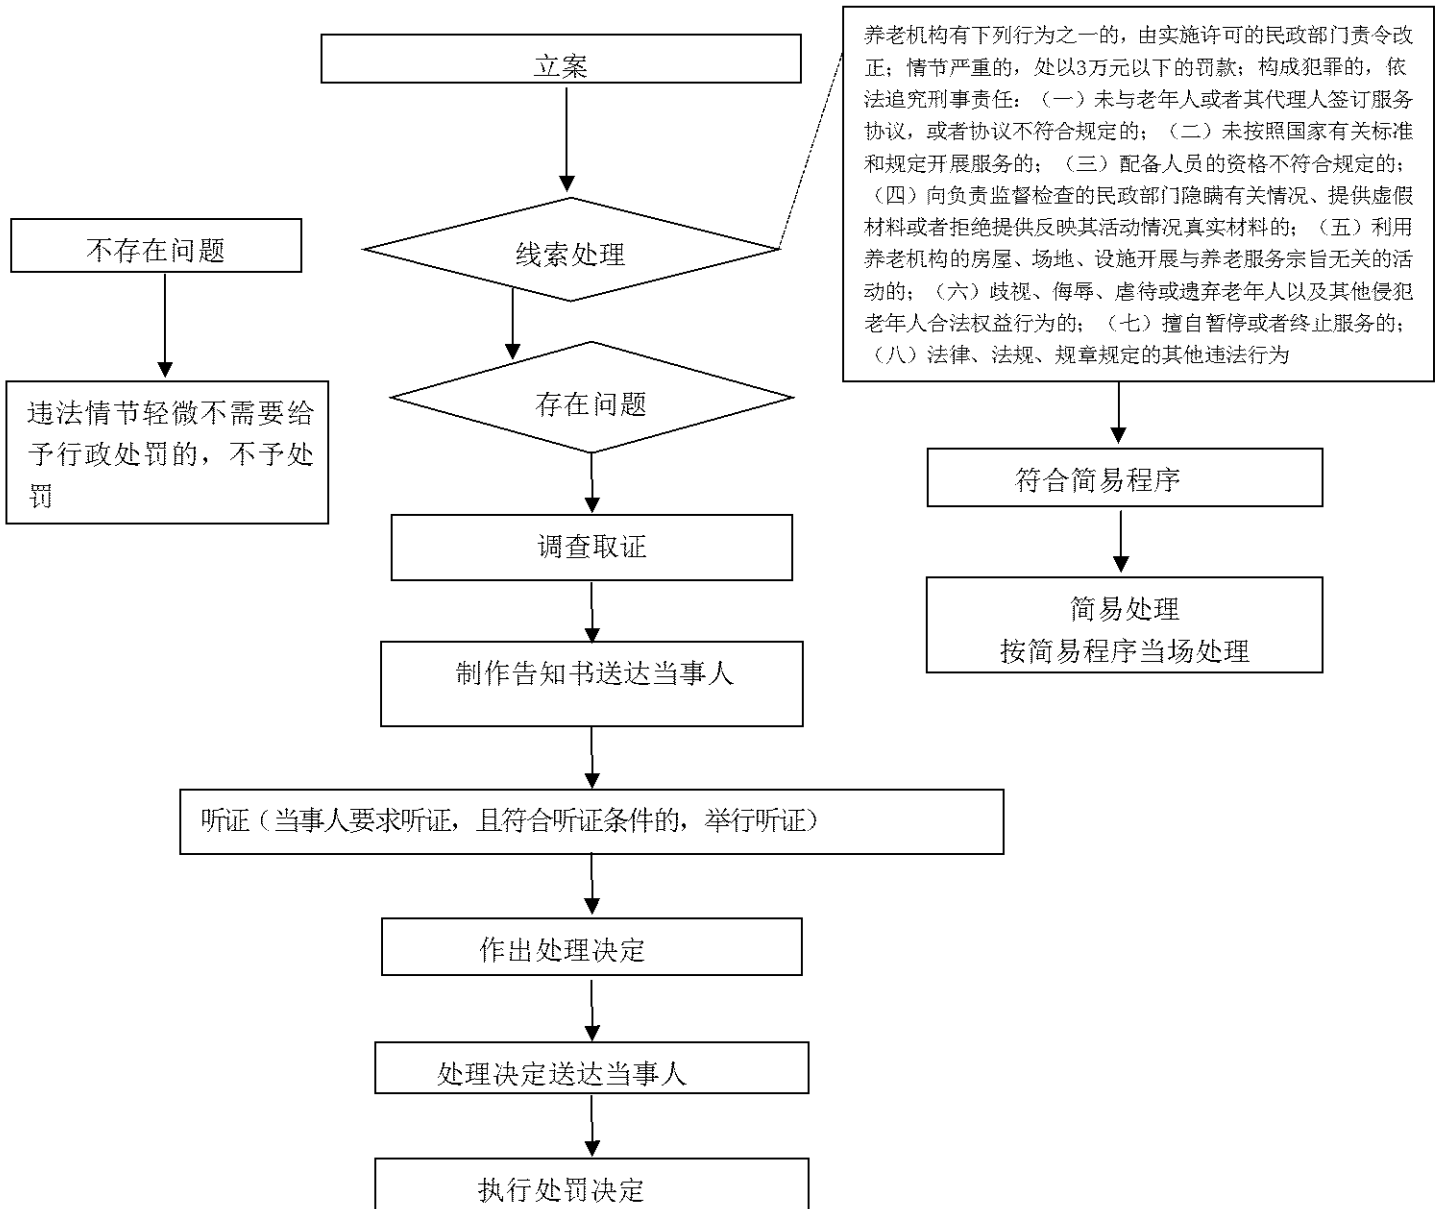 立案
养老机构有下列行为之一的，由实施许可的民政部门责令改
正；情节严重的，处以3万元以下的罚款；构成犯罪的，依
法追究刑事责任：（一）未与老年人或者其代理人签订服务
协议，或者协议不符合规定的；（二）未按照国家有关标准
和规定开展服务的；（三）配备人员的资格不符合规定的；
（四）向负责监督检查的民政部门隐瞒有关情况、提供虚假
材料或者拒绝提供反映其活动情况真实材料的；（五）利用
养老机构的房屋、场地、设施开展与养老服务宗旨无关的活
动的；（六）歧视、侮辱、虐待或遗弃老年人以及其他侵犯
老年人合法权益行为的；（七）擅自暂停或者终止服务的；
（八）法律、法规、规章规定的其他违法行为
不存在问题
线索处理
违法情节轻微不需要给
予行政处罚的，不予处
罚
存在问题
符合简易程序
调查取证
简易处理
按简易程序当场处理
制作告知书送达当事人
听证（当事人要求听证，且符合听证条件的，举行听证）
作出处理决定
处理决定送达当事人
执行处罚决定